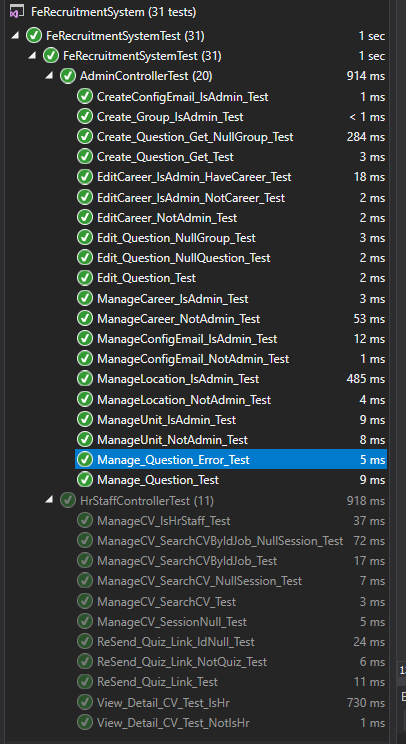 FeRecruitmentSystem (31 tests)
FeRecruitmentSystemTest (31) 1 sec
FeRecruitmentSystemTest (31) 1 sec
AdminControllerTest (20) 914 ms
CreateConfigEmail_IsAdmin_Test 1 ms
Create_Group_IsAdmin_Test < 1 ms
Create_Question_Get_NullGroup_Test 284 ms
Create_Question_Get_Test 3 ms
EditCareer_IsAdmin_HaveCareer_Test 18 ms
EditCareer_IsAdmin_NotCareer_Test 2 ms
EditCareer_NotAdmin_Test 2 ms
Edit_Question_NullGroup_Test 3 ms
Edit_Question_NullQuestion_Test 2 ms
Edit_Question_Test 2 ms
ManageCareer_IsAdmin_Test 3 ms
ManageCareer_NotAdmin_Test 53 ms
ManageConfigEmail_IsAdmin_Test 12 ms
ManageConfigEmail_NotAdmin_Test 1 ms
ManageLocation_IsAdmin_Test 485 ms
ManageLocation_NotAdmin_Test 4 ms
ManageUnit_IsAdmin_Test 9 ms
ManageUnit_NotAdmin_Test 8 ms
Manage_Question_Error_Test 5 ms
Manage_Question_Test 9 ms
HrStaffControllerTest (11) 918 ms
ManageCV_IsHrStaff_Test 37 ms
ManageCV_SearchCVByIdJob_NullSession_Test 72 ms
ManageCV_SearchCVByIdJob_Test 17 ms
ManageCV_SearchCV_NullSession_Test 7 ms
ManageCV_SearchCV_Test 3 ms
ManageCV_SessionNull_Test 5 ms
ReSend_Quiz_Link_IdNull_Test 24 ms
ReSend_Quiz_Link_NotQuiz_Test 6 ms
ReSend_Quiz_Link_Test 11 ms
View_Detail_CV_Test_IsHr 730 ms
View_Detail_CV_Test_NotIsHr 1 ms